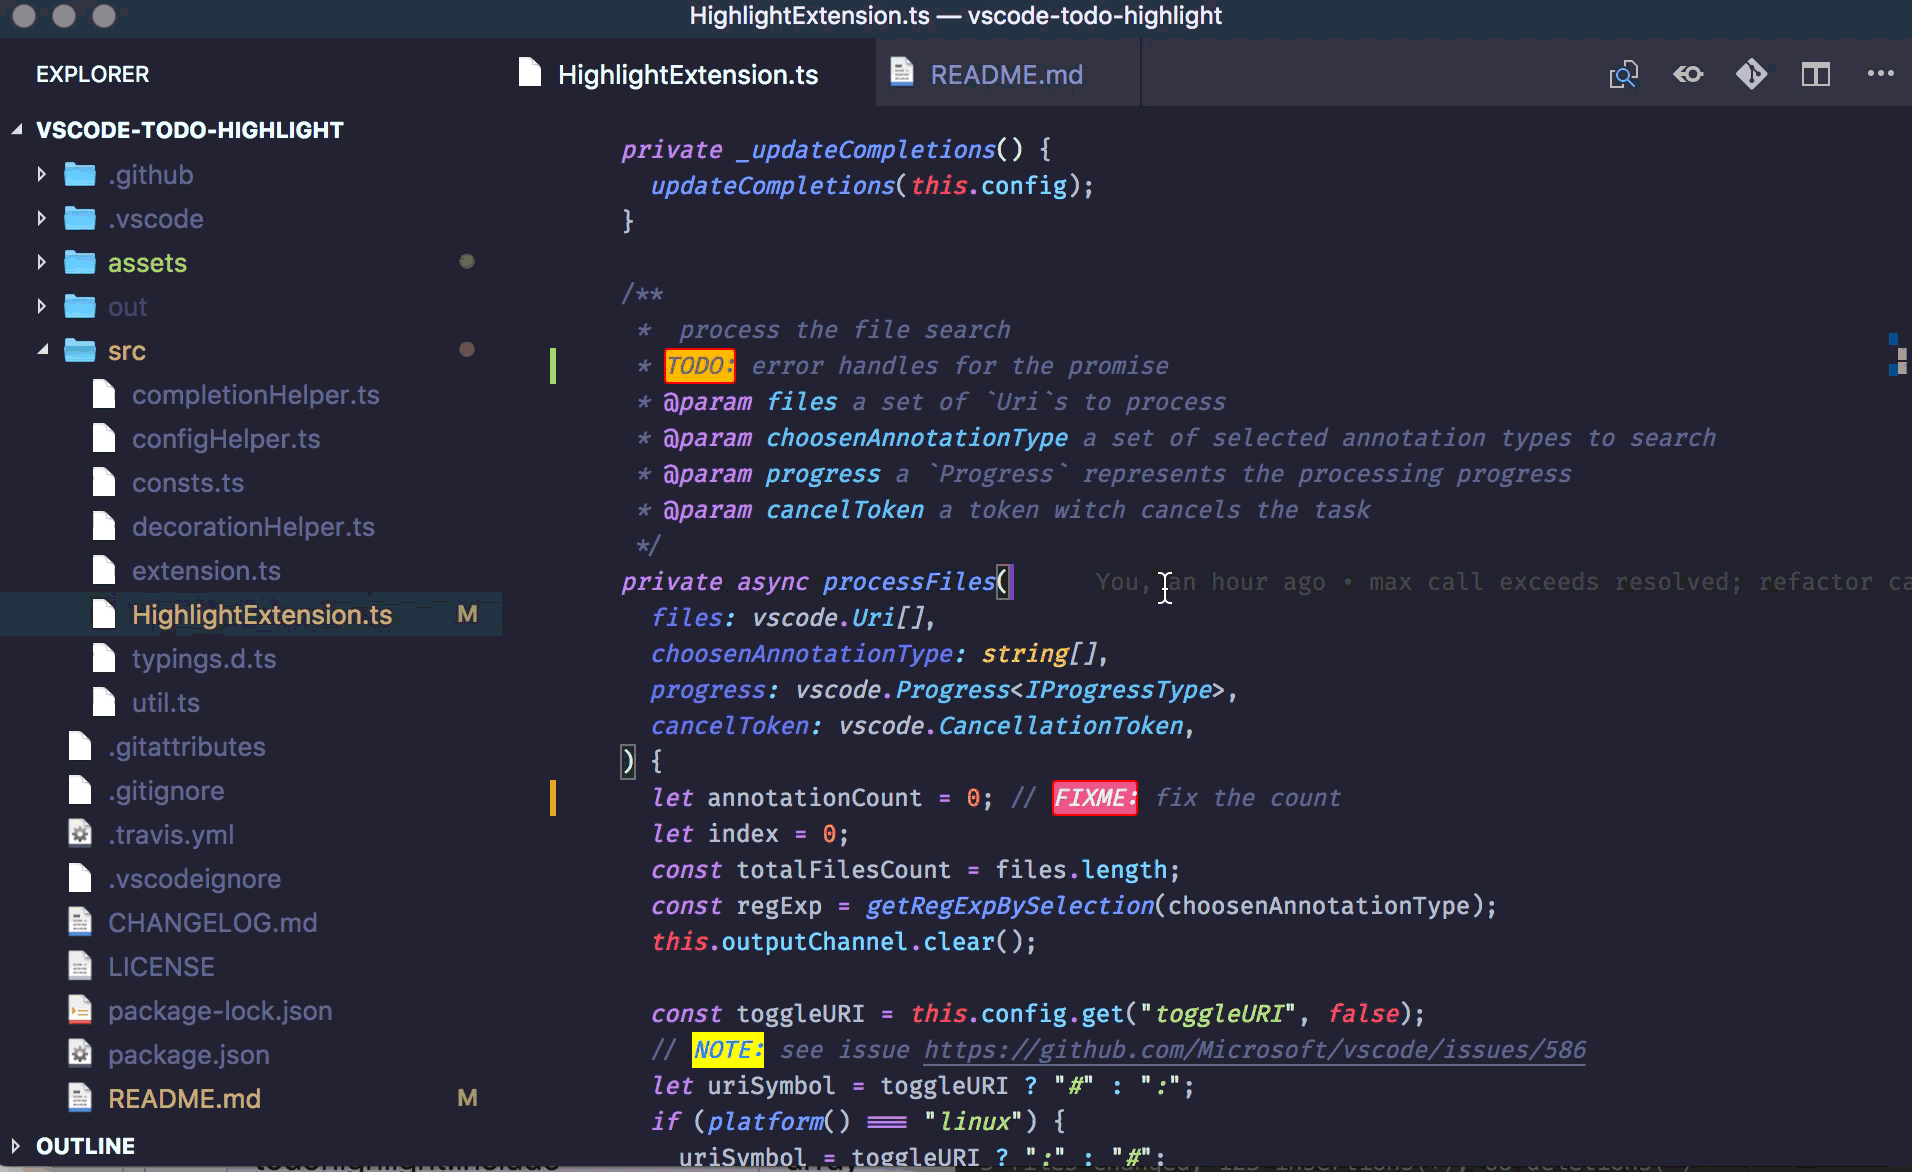 HighlightExtension.ts — vscode-todo-highlight
EXPLORER
HighlightExtension.ts
README.md
VSCODE-TODO-HIGHLIGHT
.github
.vscode
assets
out
src
completionHelper.ts
configHelper.ts
consts.ts
decorationHelper.ts
extension.ts
HighlightExtension.ts M
typings.d.ts
util.ts
.gitattributes
.gitignore
.travis.yml
.vscodeignore
CHANGELOG.md
LICENSE
package-lock.json
package.json
README.md M
OUTLINE
private _updateCompletions() {
updateCompletions(this.config);
}
/**
*  process the file search
* TODO: error handles for the promise
* @param files a set of `Uri`s to process
* @param choosenAnnotationType a set of selected annotation types to search
* @param progress a `Progress` represents the processing progress
* @param cancelToken a token witch cancels the task
*/
private async processFiles( You, an hour ago • max call exceeds resolved; refactor ca
files: vscode.Uri[],
choosenAnnotationType: string[],
progress: vscode.Progress<IProgressType>,
cancelToken: vscode.CancellationToken,
) {
let annotationCount = 0; // FIXME: fix the count
let index = 0;
const totalFilesCount = files.length;
const regExp = getRegExpBySelection(choosenAnnotationType);
this.outputChannel.clear();
const toggleURI = this.config.get("toggleURI", false);
// NOTE: see issue https://github.com/Microsoft/vscode/issues/586
let uriSymbol = toggleURI ? "#" : ":";
if (platform() === "linux") {
uriSymbol = toggleURI ? ":" : "#";